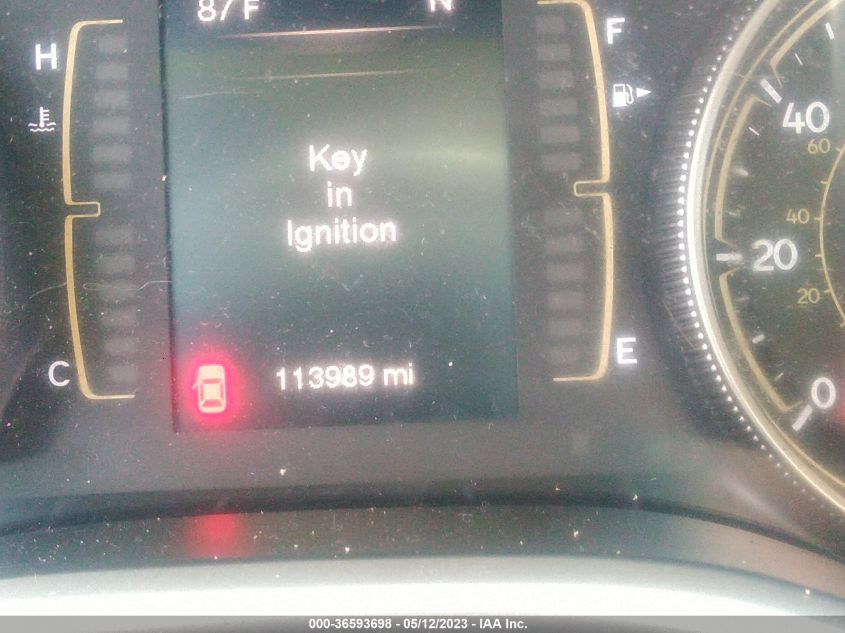 87 F
N
H
F
40
60
Key
in
Ignition
40
20
20
E
C
113989 mi
0
000-36593698 - 05/12/2023 - IAA Inc.